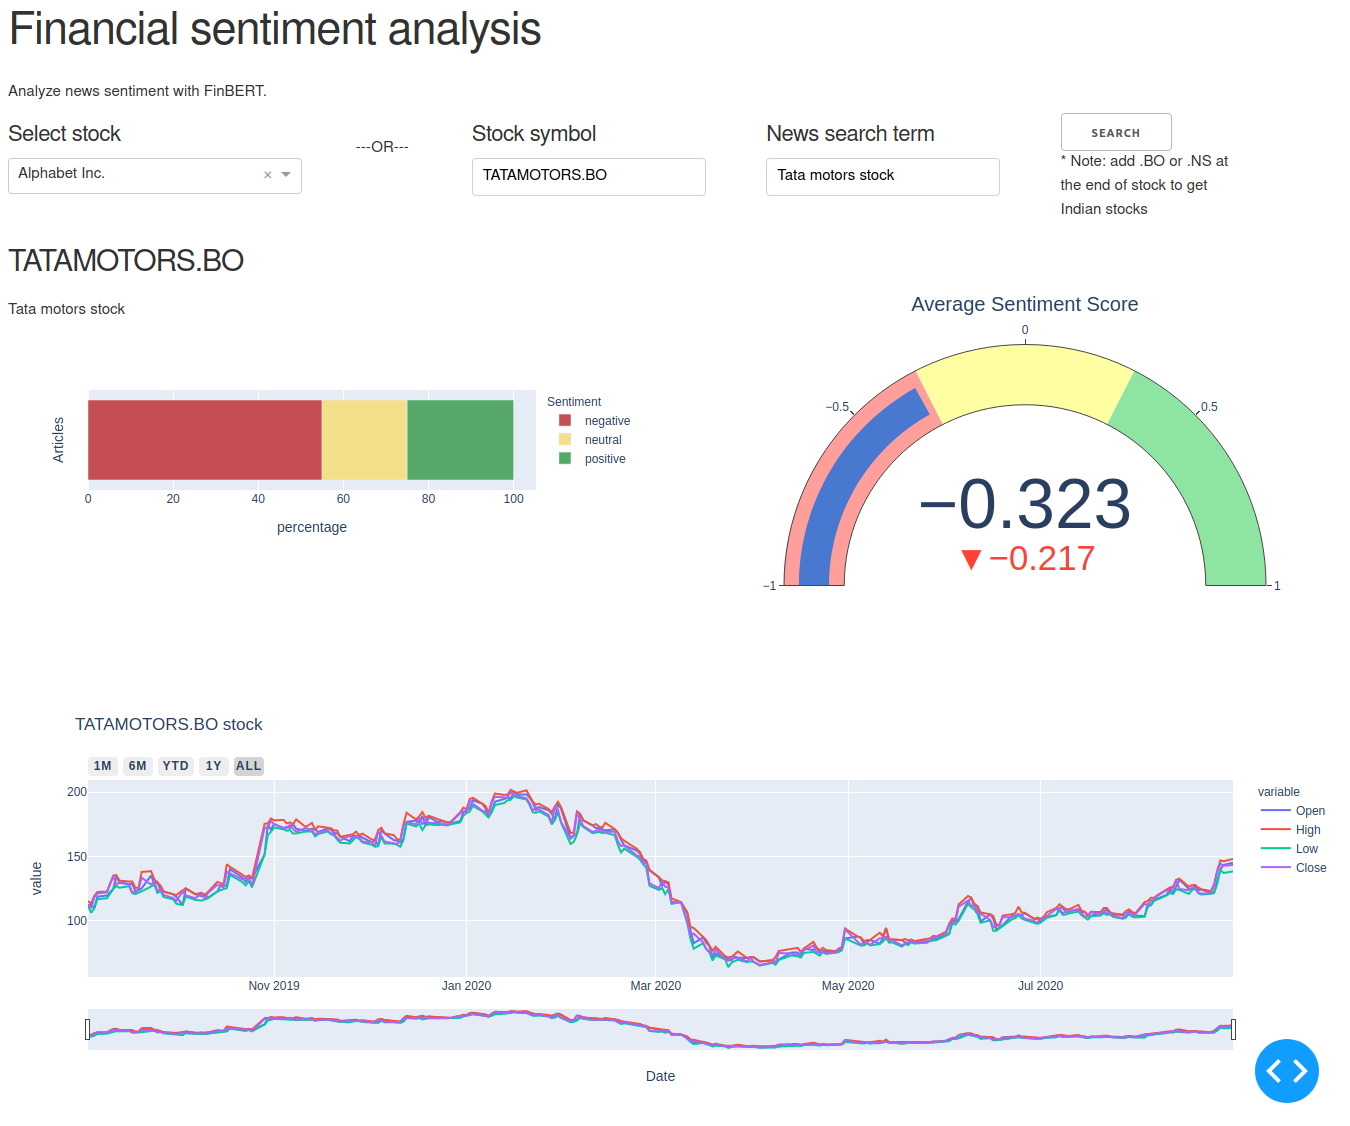 Financial sentiment analysis
Analyze news sentiment with FinBERT.
Select stock
Alphabet Inc.
×
---OR---
Stock symbol
TATAMOTORS.BO
News search term
Tata motors stock
SEARCH
* Note: add .BO or .NS at
the end of stock to get
Indian stocks
TATAMOTORS.BO
Tata motors stock
Articles
0 20 40 60 80 100
percentage
Sentiment
negative
neutral
positive
Average Sentiment Score
0
−0.5 0.5
−0.323
▼−0.217
−1 1
TATAMOTORS.BO stock
1M 6M YTD 1Y ALL
value
200
150
100
Nov 2019 Jan 2020 Mar 2020 May 2020 Jul 2020
Date
variable
Open
High
Low
Close